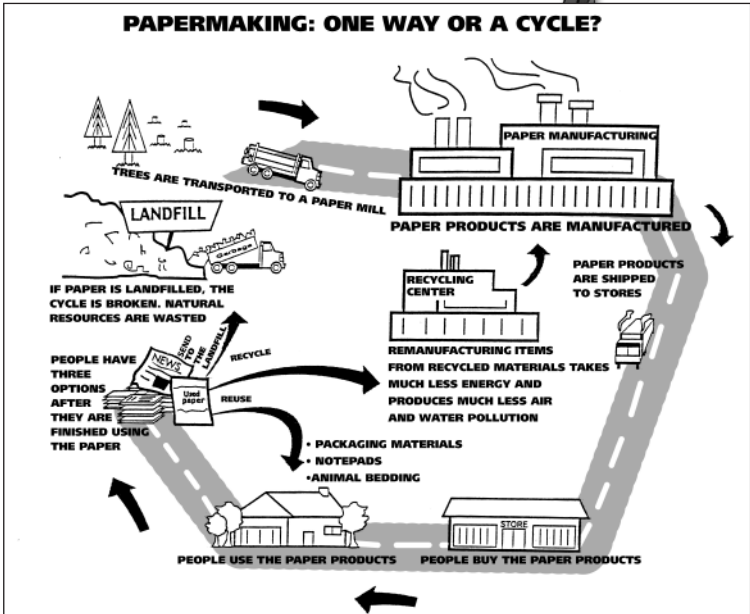 PAPERMAKING: ONE WAY OR A CYCLE?
PAPER MANUFACTURING
TREES ARE TRANSPORTED TO A PAPER MILL
PAPER PRODUCTS ARE MANUFACTURED
LANDFILL
Garbage
IF PAPER IS LANDFILLED, THE
CYCLE IS BROKEN. NATURAL
RESOURCES ARE WASTED
RECYCLING
CENTER
PAPER PRODUCTS
ARE SHIPPED
TO STORES
REMANUFACTURING ITEMS
FROM RECYCLED MATERIALS TAKES
MUCH LESS ENERGY AND
PRODUCES MUCH LESS AIR
AND WATER POLLUTION
PEOPLE HAVE
THREE
OPTIONS
AFTER
THEY ARE
FINISHED USING
THE PAPER
NEWS
SEND
TO
THE
LANDFILL
RECYCLE
Used
paper
REUSE
• PACKAGING MATERIALS
• NOTEPADS
•ANIMAL BEDDING
STORE
PEOPLE USE THE PAPER PRODUCTS
PEOPLE BUY THE PAPER PRODUCTS